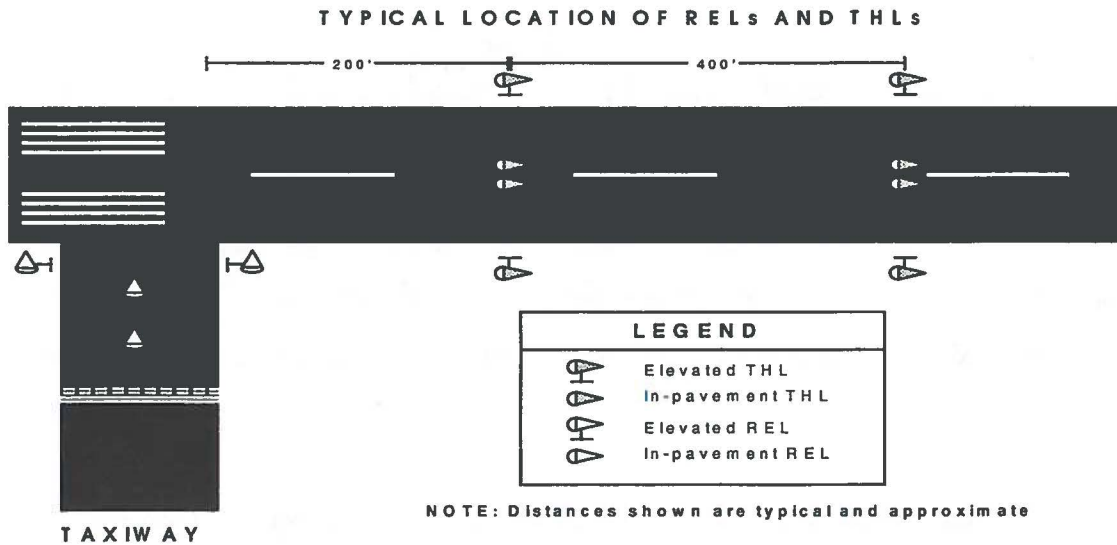 TYPICAL LOCATION OF RELs AND THLs
200' 400'
LEGEND
Elevated THL
In-pavement THL
Elevated REL
In-pavement REL
NOTE: Distances shown are typical and approximate
TAXIWAY